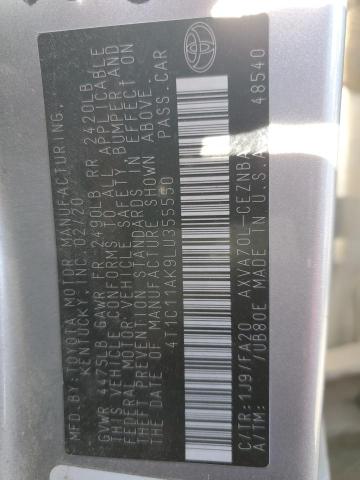 MFD.BY:TOYOTA MOTOR MANUFACTURING,
KENTUCKY, INC. 02/20
GVWR 4475LB GAWR FR 2490LB RR 2420LB
THIS VEHICLE CONFORMS TO ALL APPLICABLE
FEDERAL MOTOR VEHICLE SAFETY, BUMPER AND
THEFT PREVENTION STANDARDS IN EFFECT ON
THE DATE OF MANUFACTURE SHOWN ABOVE.
4T1C11AK9LU355550 PASS.CAR
C/TR:1J9/FA20 AXVA70L-CEZNBA
A/TM: /UB80E U.S.A. 48540
TOYOTA